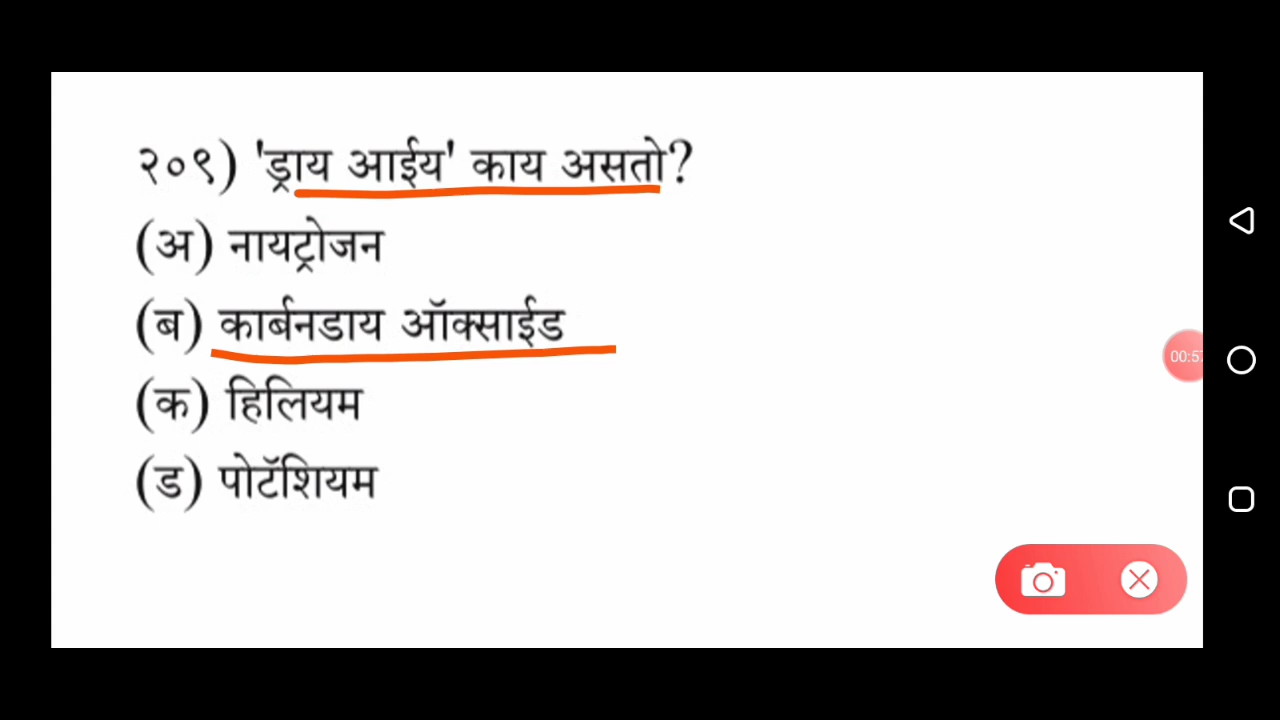 २०९) 'ड्राय आईय' काय असतो?
(अ) नायट्रोजन
(ब) कार्बनडाय ऑक्साईड
(क) हिलियम
(ड) पोटॅशियम